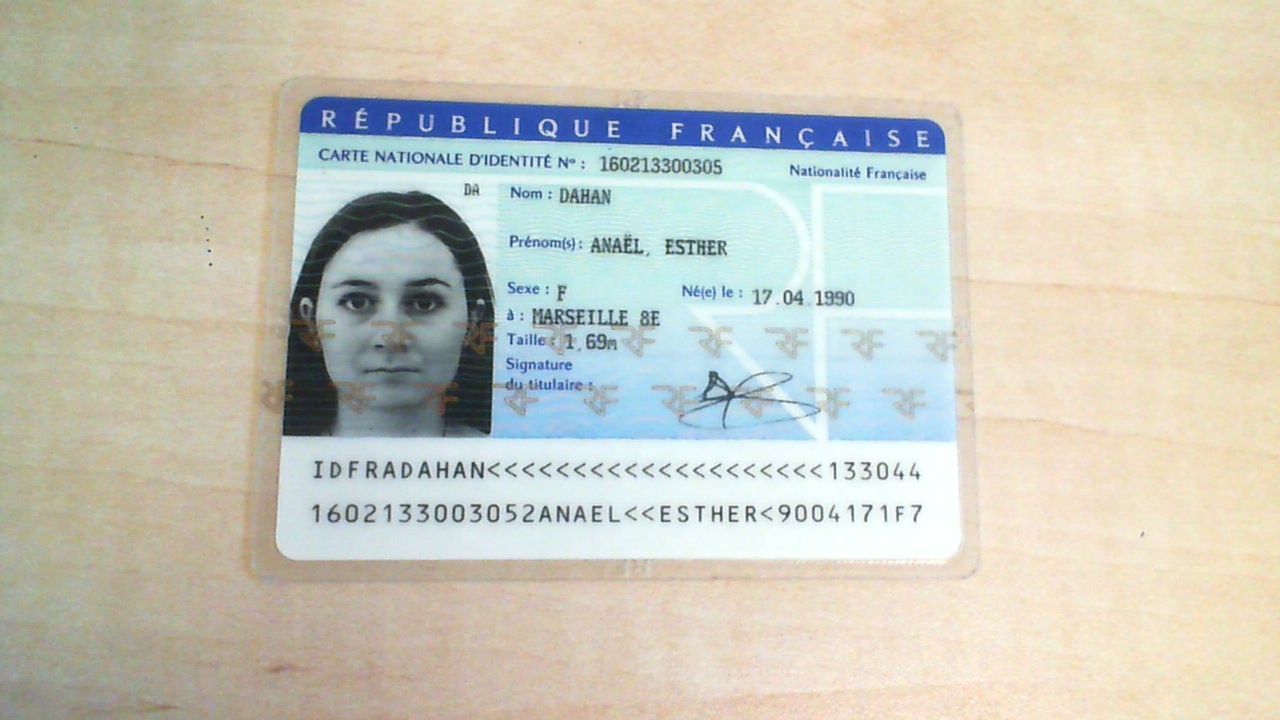 RÉPUBLIQUE FRANÇAISE
CARTE NATIONALE D'IDENTITÉ Nº : 160213300305 Nationalité Française
DA
Nom : DAHAN
Prénom(s) : ANAËL, ESTHER
Sexe : F Né(e) le : 17.04.1990
à : MARSEILLE 8E
Taille : 1,69m
Signature
du titulaire :
IDFRADAHAN<<<<<<<<<<<<<<<<<<<<133044
1602133003052ANAEL<<ESTHER<9004171F7